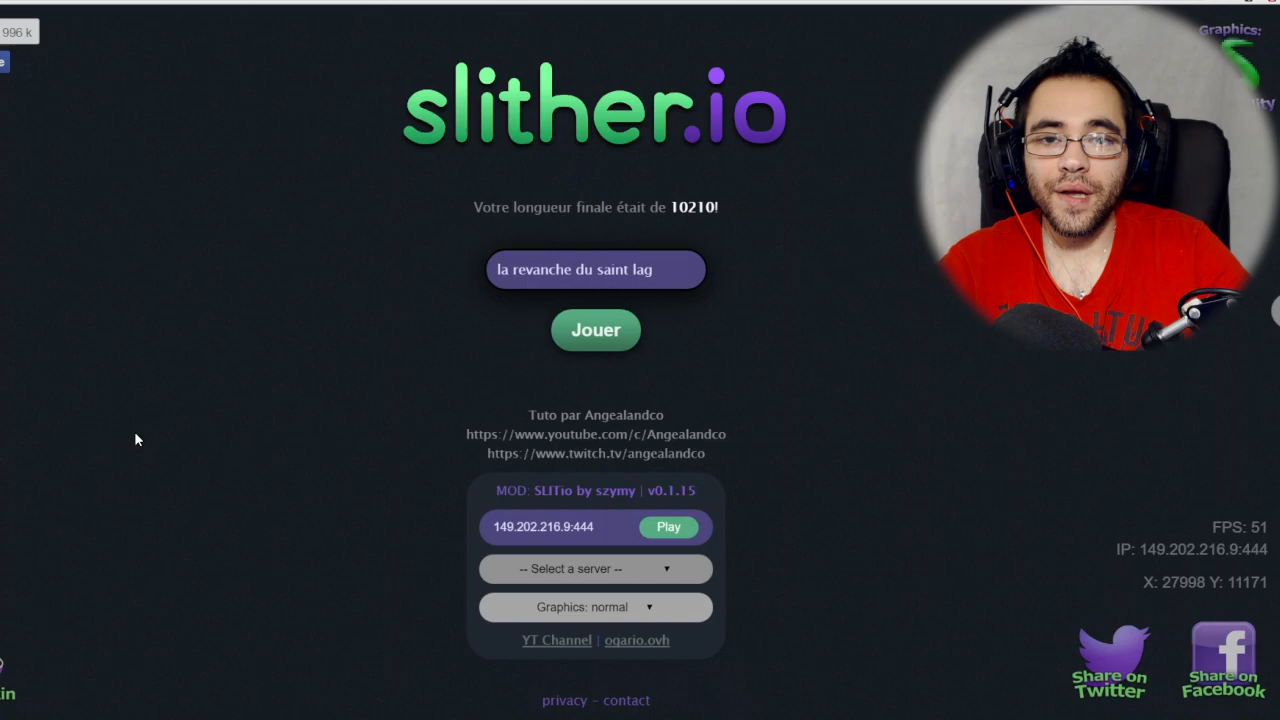 996 k
Graphics:
e
slither.io
ity
Votre longueur finale était de 10210!
la revanche du saint lag
Jouer
Tuto par Angealandco
https://www.youtube.com/c/Angealandco
https://www.twitch.tv/angealandco
MOD: SLITio by szymy | v0.1.15
149.202.216.9:444 Play
-- Select a server --
Graphics: normal
YT Channel | ogario.ovh
privacy - contact
FPS: 51
IP: 149.202.216.9:444
X: 27998 Y: 11171
Share on
Twitter
Share on
Facebook
in